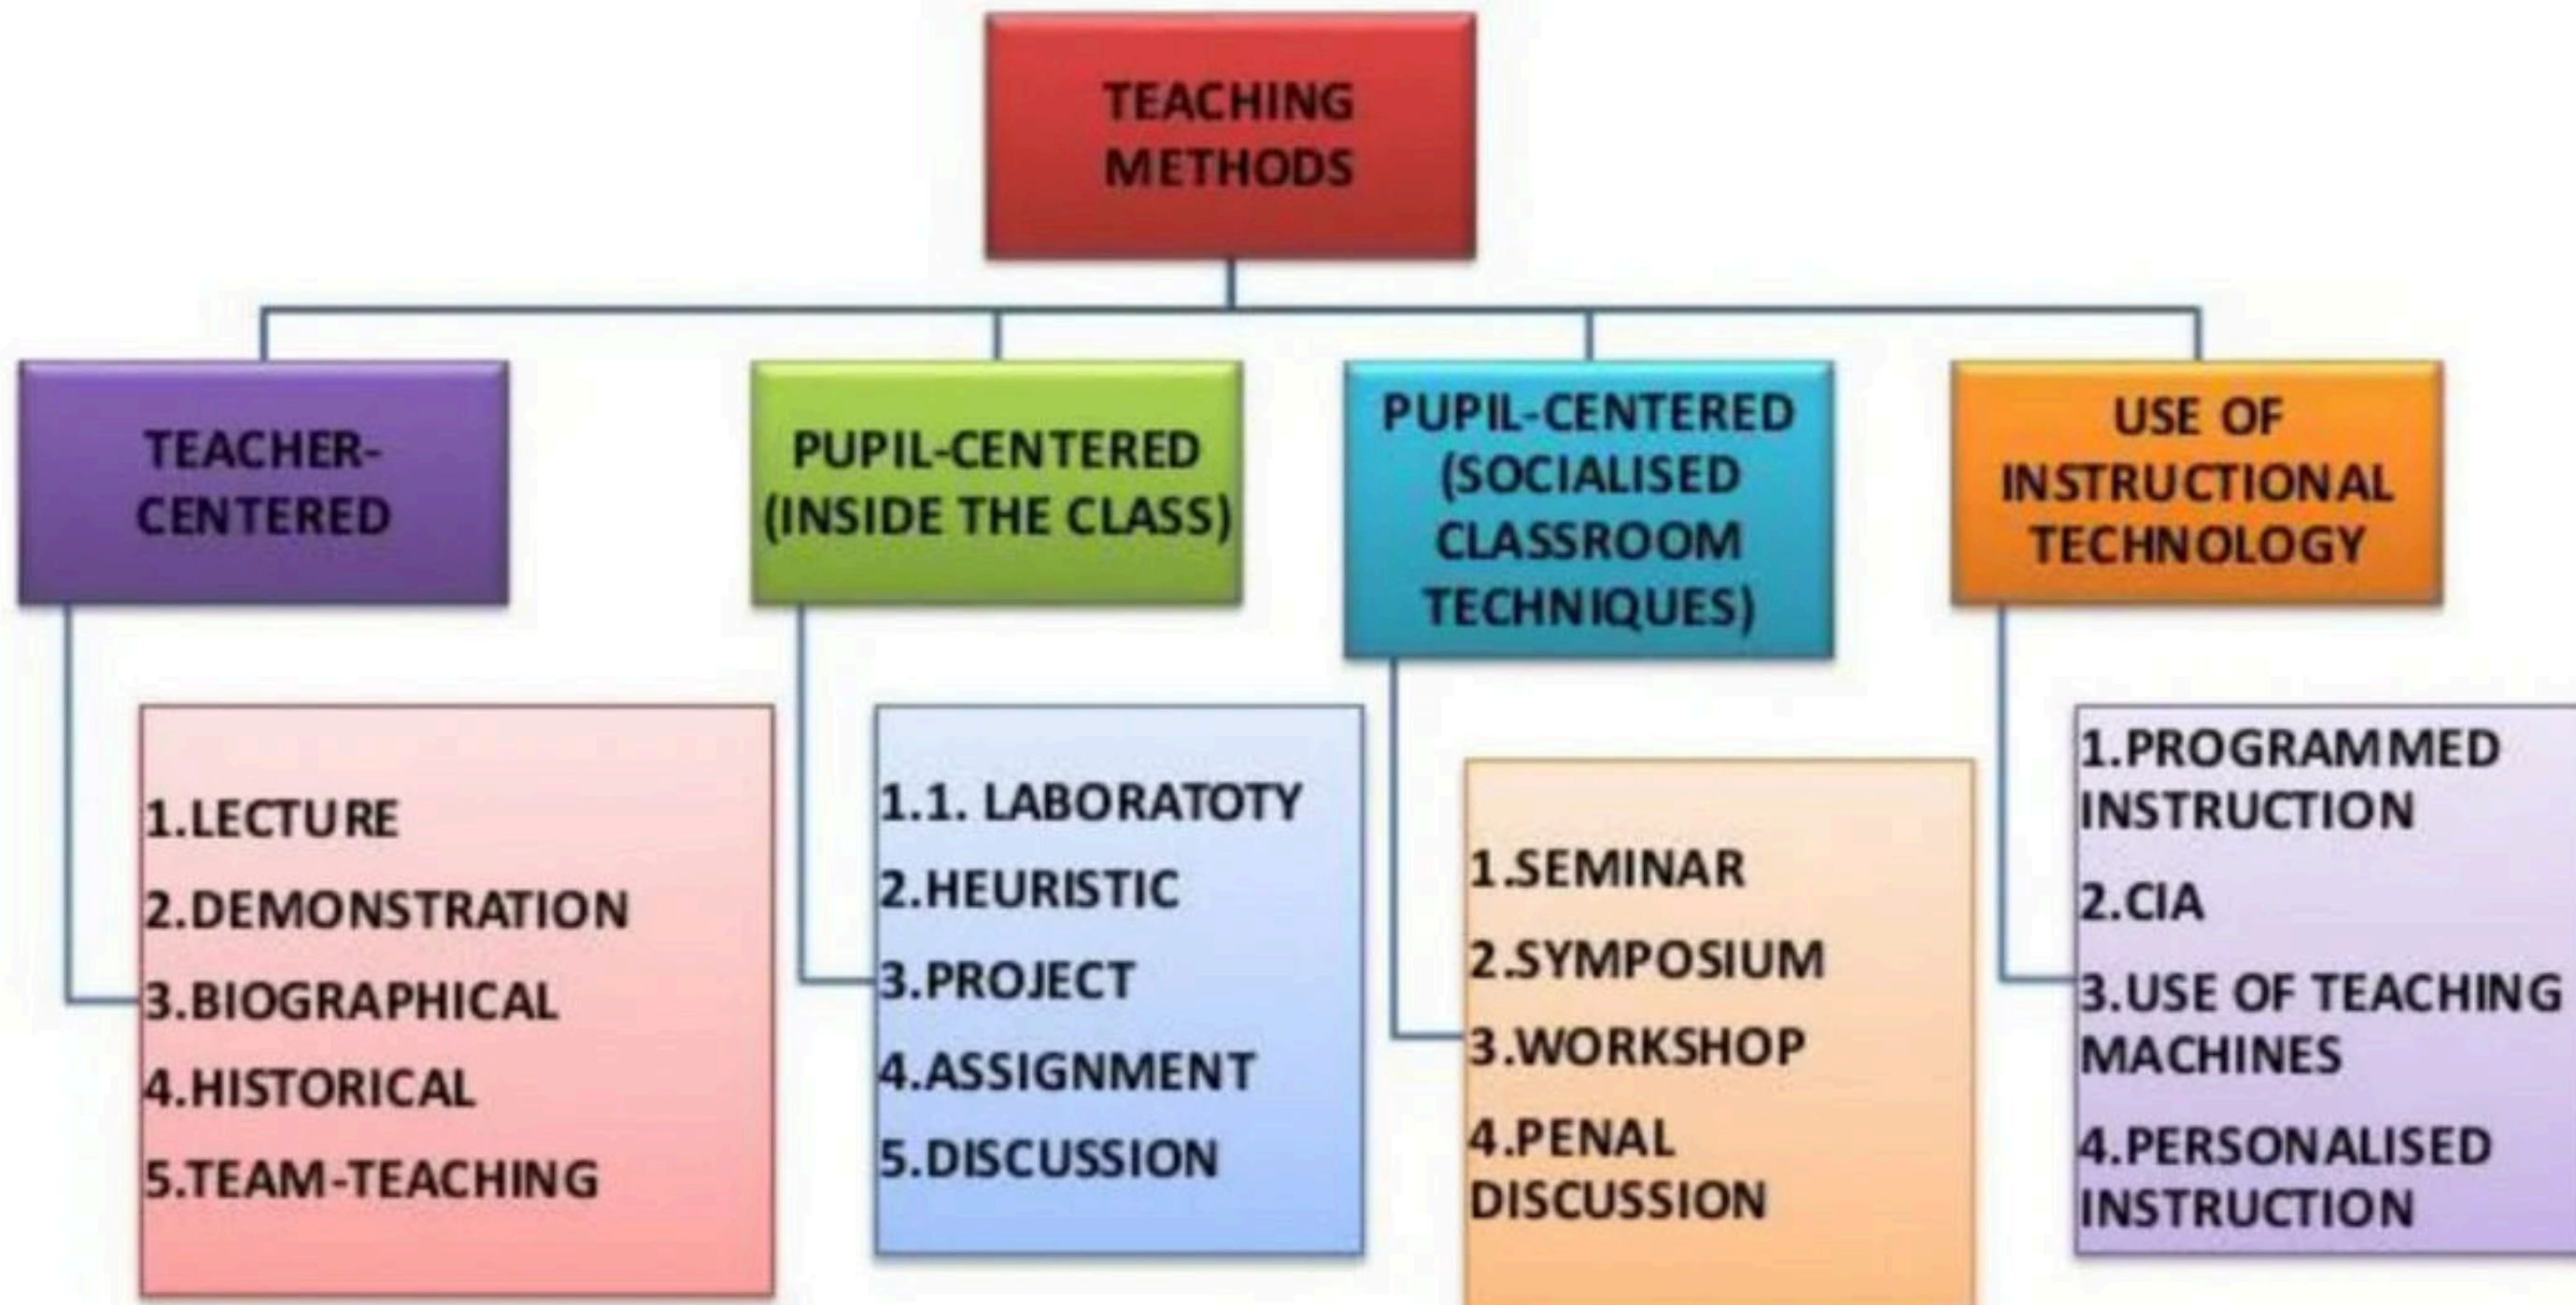 TEACHING
METHODS
TEACHER-
CENTERED
PUPIL-CENTERED
(INSIDE THE CLASS)
PUPIL-CENTERED
(SOCIALISED
CLASSROOM
TECHNIQUES)
USE OF
INSTRUCTIONAL
TECHNOLOGY
1.LECTURE
2.DEMONSTRATION
3.BIOGRAPHICAL
4.HISTORICAL
5.TEAM-TEACHING
1.1. LABORATOTY
2.HEURISTIC
3.PROJECT
4.ASSIGNMENT
5.DISCUSSION
1.SEMINAR
2.SYMPOSIUM
3.WORKSHOP
4.PENAL
DISCUSSION
1.PROGRAMMED
INSTRUCTION
2.CIA
3.USE OF TEACHING
MACHINES
4.PERSONALISED
INSTRUCTION